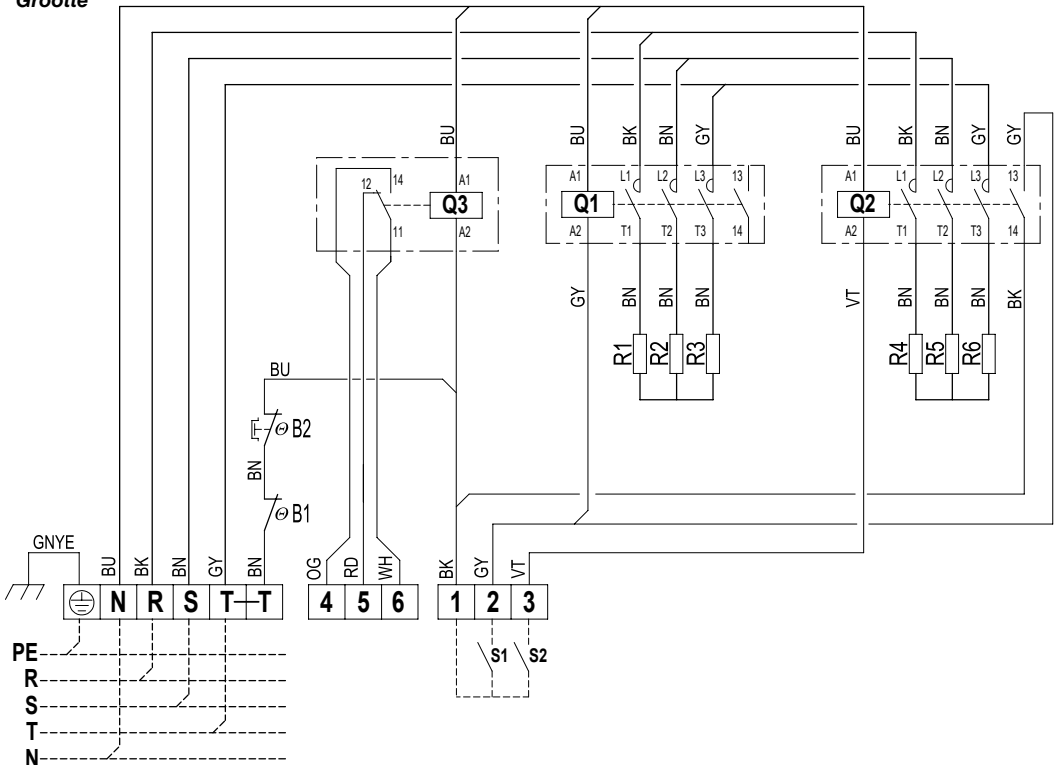 Grootte
BU BU BK BN GY BU BK BN GY GY
12 14 A1 A1 L1 L2 L3 13 A1 L1 L2 L3 13
Q3 Q1 Q2
11 A2 A2 T1 T2 T3 14 A2 T1 T2 T3 14
GY BN BN BN VT BN BN BN BK
R1 R2 R3 R4 R5 R6
BU
Θ B2
BN
Θ B1
GNYE
BU BK BN GY BN OG RD WH BK GY VT
N R S T T 4 5 6 1 2 3
S1 S2
PE
R
S
T
N